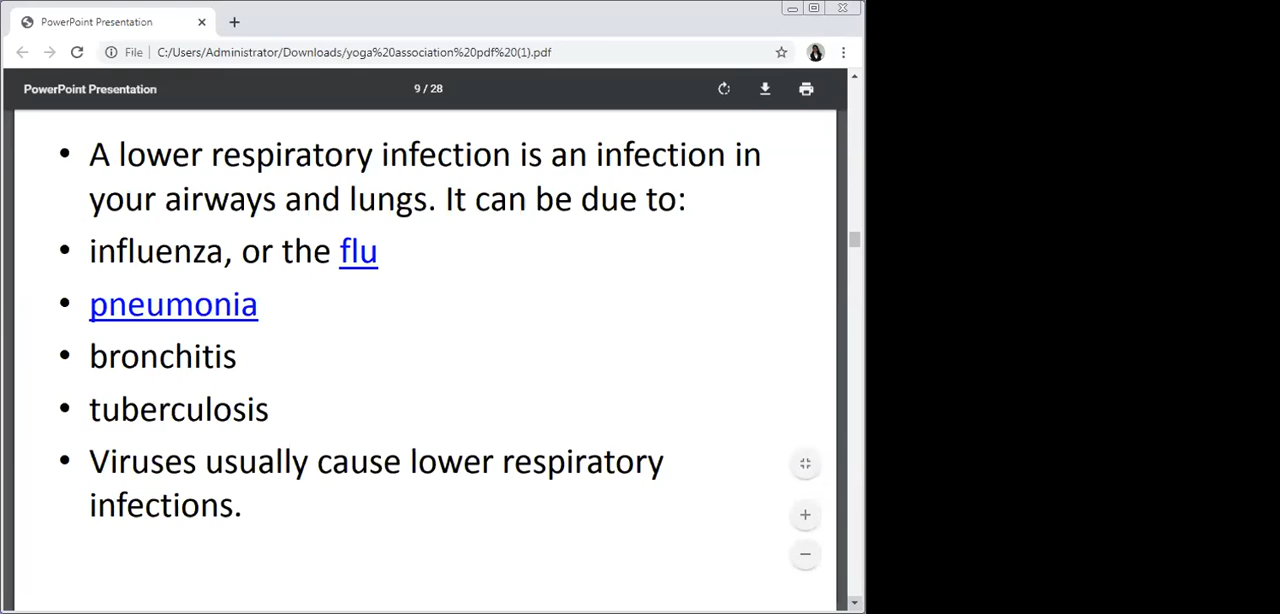 PowerPoint Presentation
File | C:/Users/Administrator/Downloads/yoga%20association%20pdf%20(1).pdf
PowerPoint Presentation 9 / 28
• A lower respiratory infection is an infection in
your airways and lungs. It can be due to:
• influenza, or the flu
• pneumonia
• bronchitis
• tuberculosis
• Viruses usually cause lower respiratory
infections.